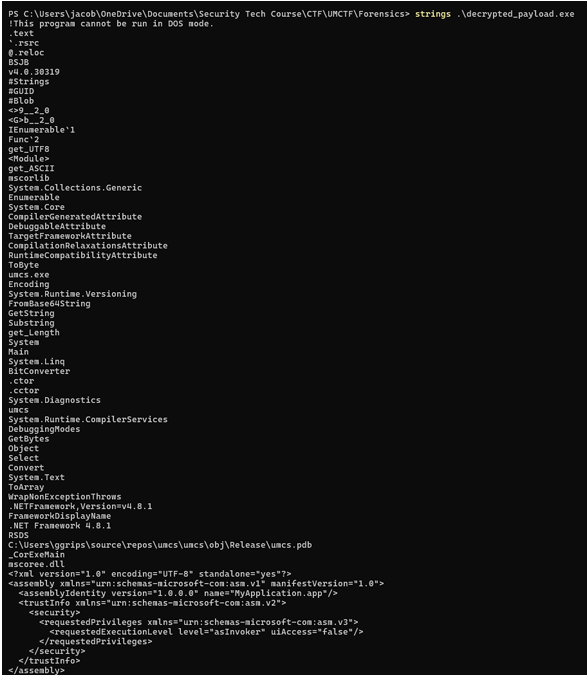 PS C:\Users\jacob\OneDrive\Documents\Security Tech Course\CTF\UMCTF\Forensics> strings .\decrypted_payload.exe
!This program cannot be run in DOS mode.
.text
`.rsrc
@.reloc
BSJB
v4.0.30319
#Strings
#GUID
#Blob
<>9__2_0
<G>b__2_0
IEnumerable`1
Func`2
get_UTF8
<Module>
get_ASCII
mscorlib
System.Collections.Generic
Enumerable
System.Core
CompilerGeneratedAttribute
DebuggableAttribute
TargetFrameworkAttribute
CompilationRelaxationsAttribute
RuntimeCompatibilityAttribute
ToByte
umcs.exe
Encoding
System.Runtime.Versioning
FromBase64String
GetString
Substring
get_Length
System
Main
System.Linq
BitConverter
.ctor
.cctor
System.Diagnostics
umcs
System.Runtime.CompilerServices
DebuggingModes
GetBytes
Object
Select
Convert
System.Text
ToArray
WrapNonExceptionThrows
.NETFramework,Version=v4.8.1
FrameworkDisplayName
.NET Framework 4.8.1
RSDS
C:\Users\ggrips\source\repos\umcs\umcs\obj\Release\umcs.pdb
_CorExeMain
mscoree.dll
<?xml version="1.0" encoding="UTF-8" standalone="yes"?>
<assembly xmlns="urn:schemas-microsoft-com:asm.v1" manifestVersion="1.0">
  <assemblyIdentity version="1.0.0.0" name="MyApplication.app"/>
  <trustInfo xmlns="urn:schemas-microsoft-com:asm.v2">
    <security>
      <requestedPrivileges xmlns="urn:schemas-microsoft-com:asm.v3">
        <requestedExecutionLevel level="asInvoker" uiAccess="false"/>
      </requestedPrivileges>
    </security>
  </trustInfo>
</assembly>